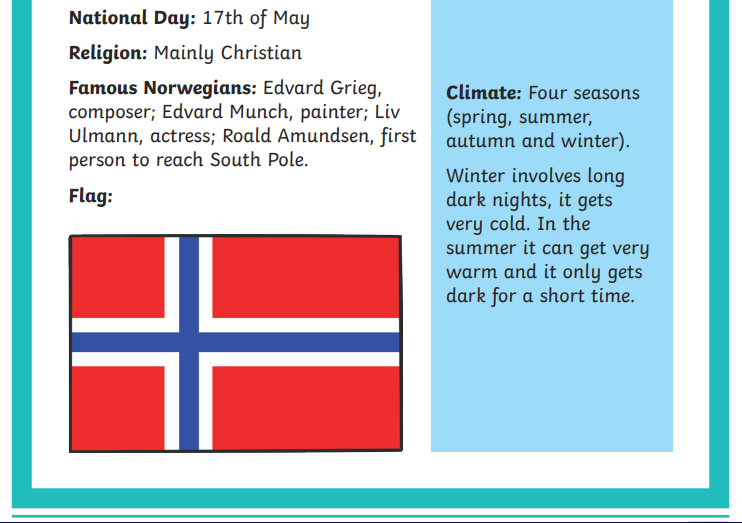 National Day: 17th of May
Religion: Mainly Christian
Famous Norwegians: Edvard Grieg,
composer; Edvard Munch, painter; Liv
Ulmann, actress; Roald Amundsen, first
person to reach South Pole.
Flag:
Climate: Four seasons
(spring, summer,
autumn and winter).
Winter involves long
dark nights, it gets
very cold. In the
summer it can get very
warm and it only gets
dark for a short time.